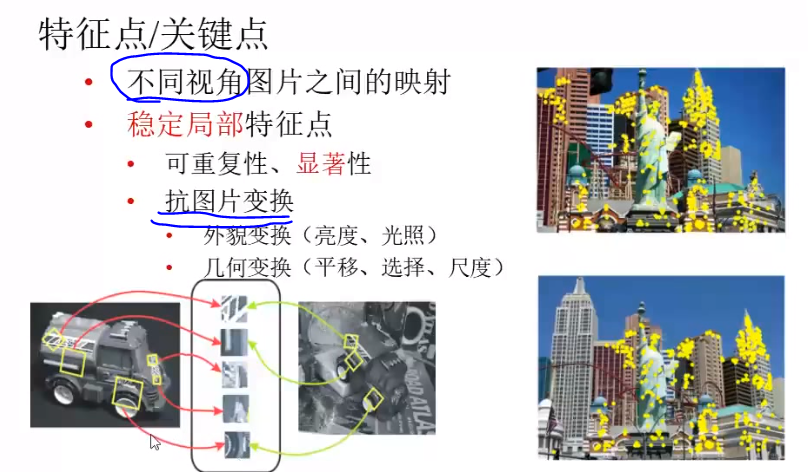 特征点/关键点
不同视角图片之间的映射
稳定局部特征点
可重复性、显著性
抗图片变换
外貌变换（亮度、光照）
几何变换（平移、选择、尺度）
ROAD ATLAS